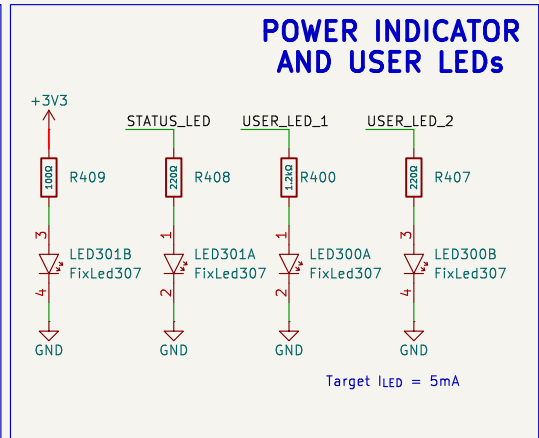 POWER INDICATOR
AND USER LEDs
+3V3
STATUS_LED
USER_LED_1
USER_LED_2
100Ω
R409
220Ω
R408
1.2kΩ
R400
220Ω
R407
3
1
1
3
LED301B
FixLed307
LED301A
FixLed307
LED300A
FixLed307
LED300B
FixLed307
4
2
2
4
GND
GND
GND
GND
Target ILED = 5mA